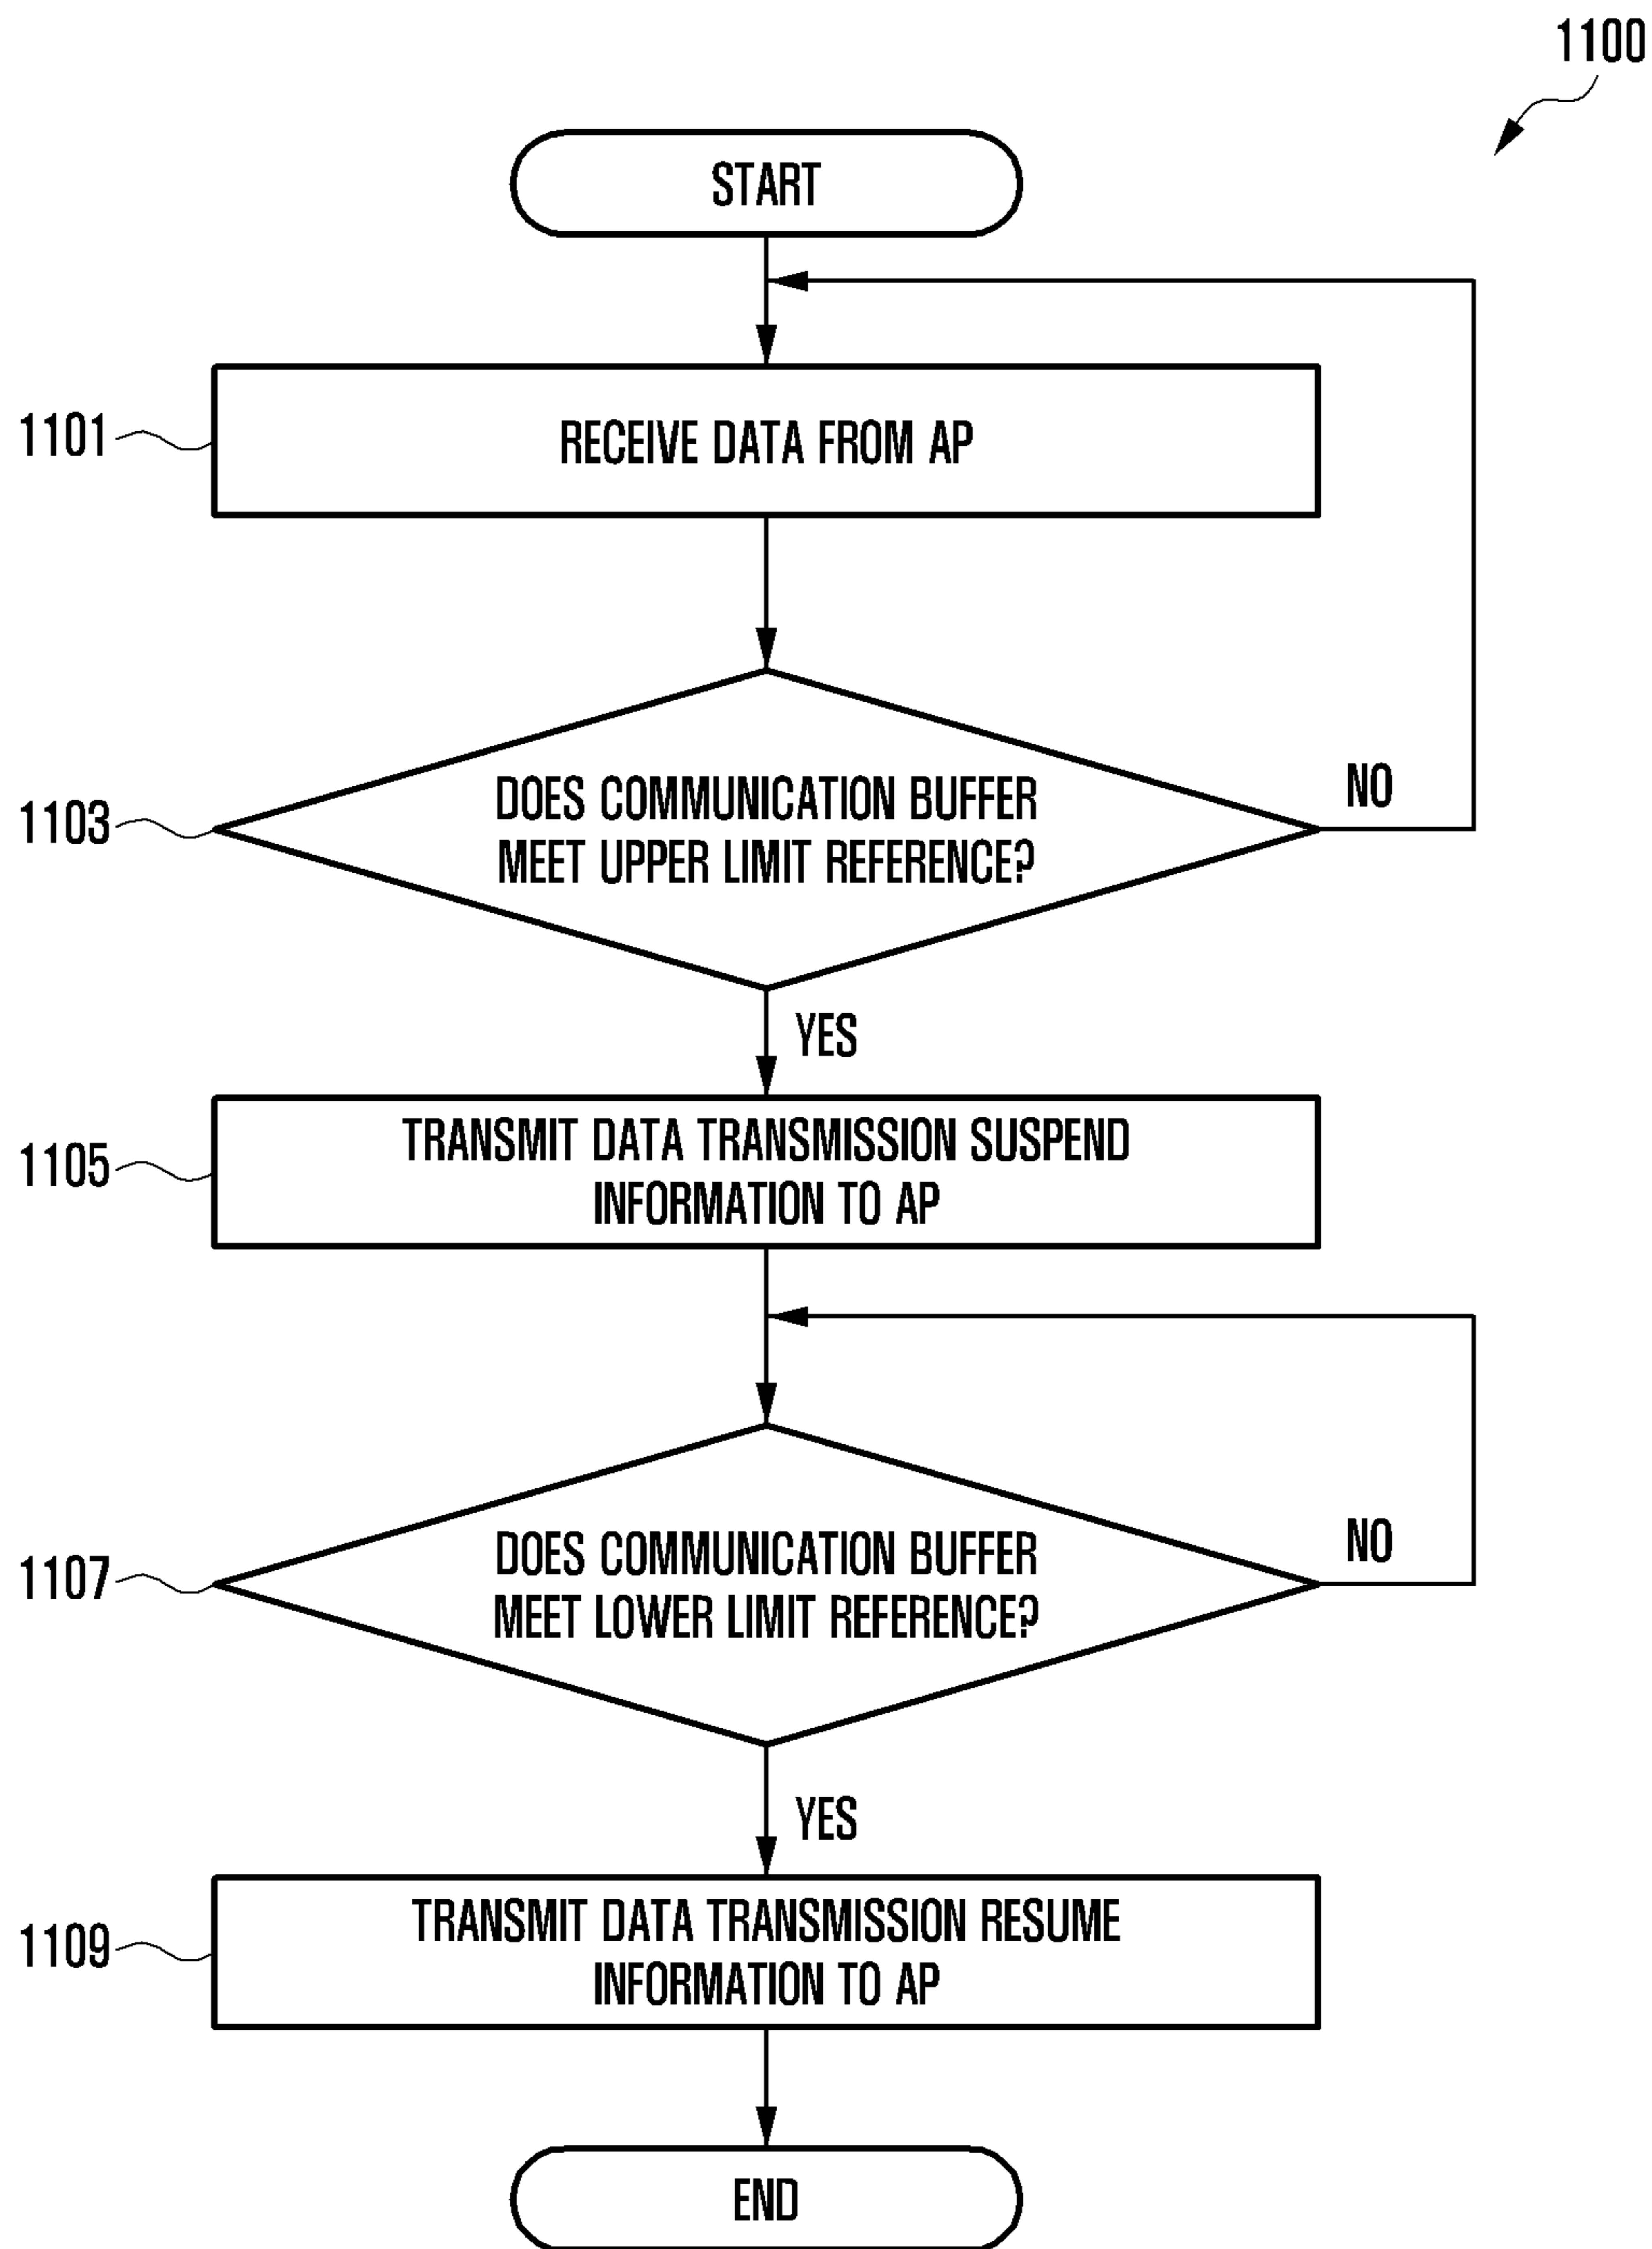 1100
START
1101
RECEIVE DATA FROM AP
1103
DOES COMMUNICATION BUFFER
MEET UPPER LIMIT REFERENCE?
NO
YES
1105
TRANSMIT DATA TRANSMISSION SUSPEND
INFORMATION TO AP
1107
DOES COMMUNICATION BUFFER
MEET LOWER LIMIT REFERENCE?
NO
YES
1109
TRANSMIT DATA TRANSMISSION RESUME
INFORMATION TO AP
END